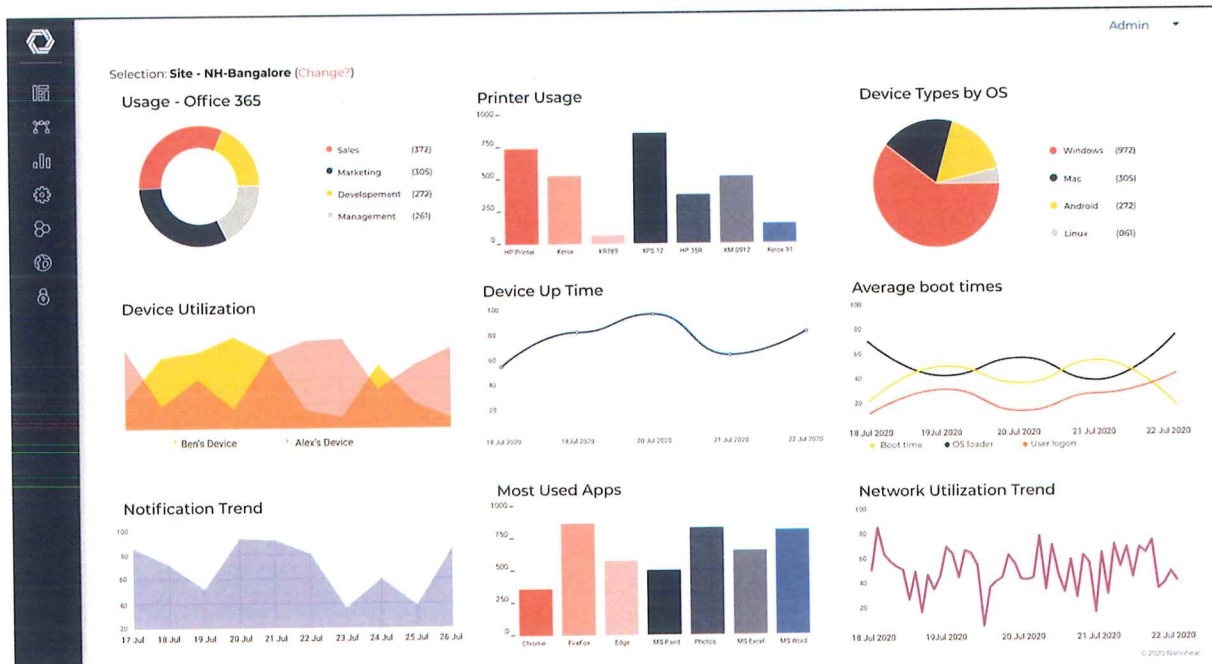 Admin
Selection: Site - NH-Bangalore (Change?)
Usage - Office 365
Sales (372)
Marketing (305)
Developement (272)
Management (261)
Printer Usage
1000
750
500
250
0
HP Printer Xerox XR789 XPS 12 HP 35R XM 0912 Xerox 91
Device Types by OS
Windows (972)
Mac (305)
Android (272)
Linux (061)
Device Utilization
Ben's Device Alex's Device
Device Up Time
100
80
60
40
20
18 Jul 2020 19 Jul 2020 20 Jul 2020 21 Jul 2020 22 Jul 2020
Average boot times
100
80
60
40
20
18 Jul 2020 19Jul 2020 20 Jul 2020 21 Jul 2020 22 Jul 2020
Boot time OS loader User logon
Notification Trend
100
80
60
40
20
17 Jul 18 Jul 19 Jul 20 Jul 21 Jul 22 Jul 23 Jul 24 Jul 25 Jul 26 Jul
Most Used Apps
1000
750
500
250
0
Chrome FireFox Edge MS Paint Photos MS Excel MS Word
Network Utilization Trend
100
80
60
40
20
18 Jul 2020 19Jul 2020 20 Jul 2020 21 Jul 2020 22 Jul 2020
© 2020 Nanoheal